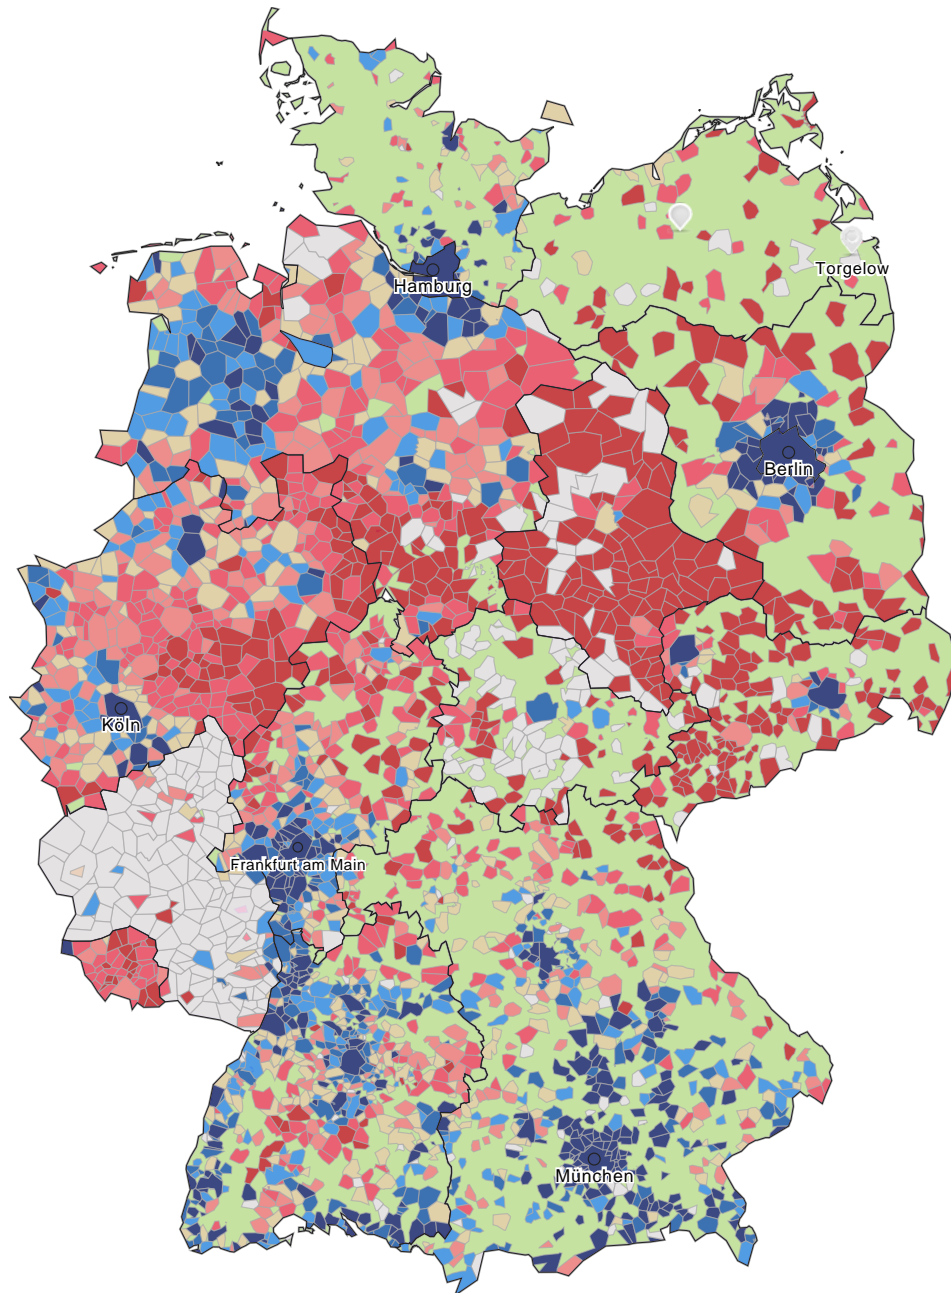 Hamburg
Torgelow
Berlin
Köln
Frankfurt am Main
München